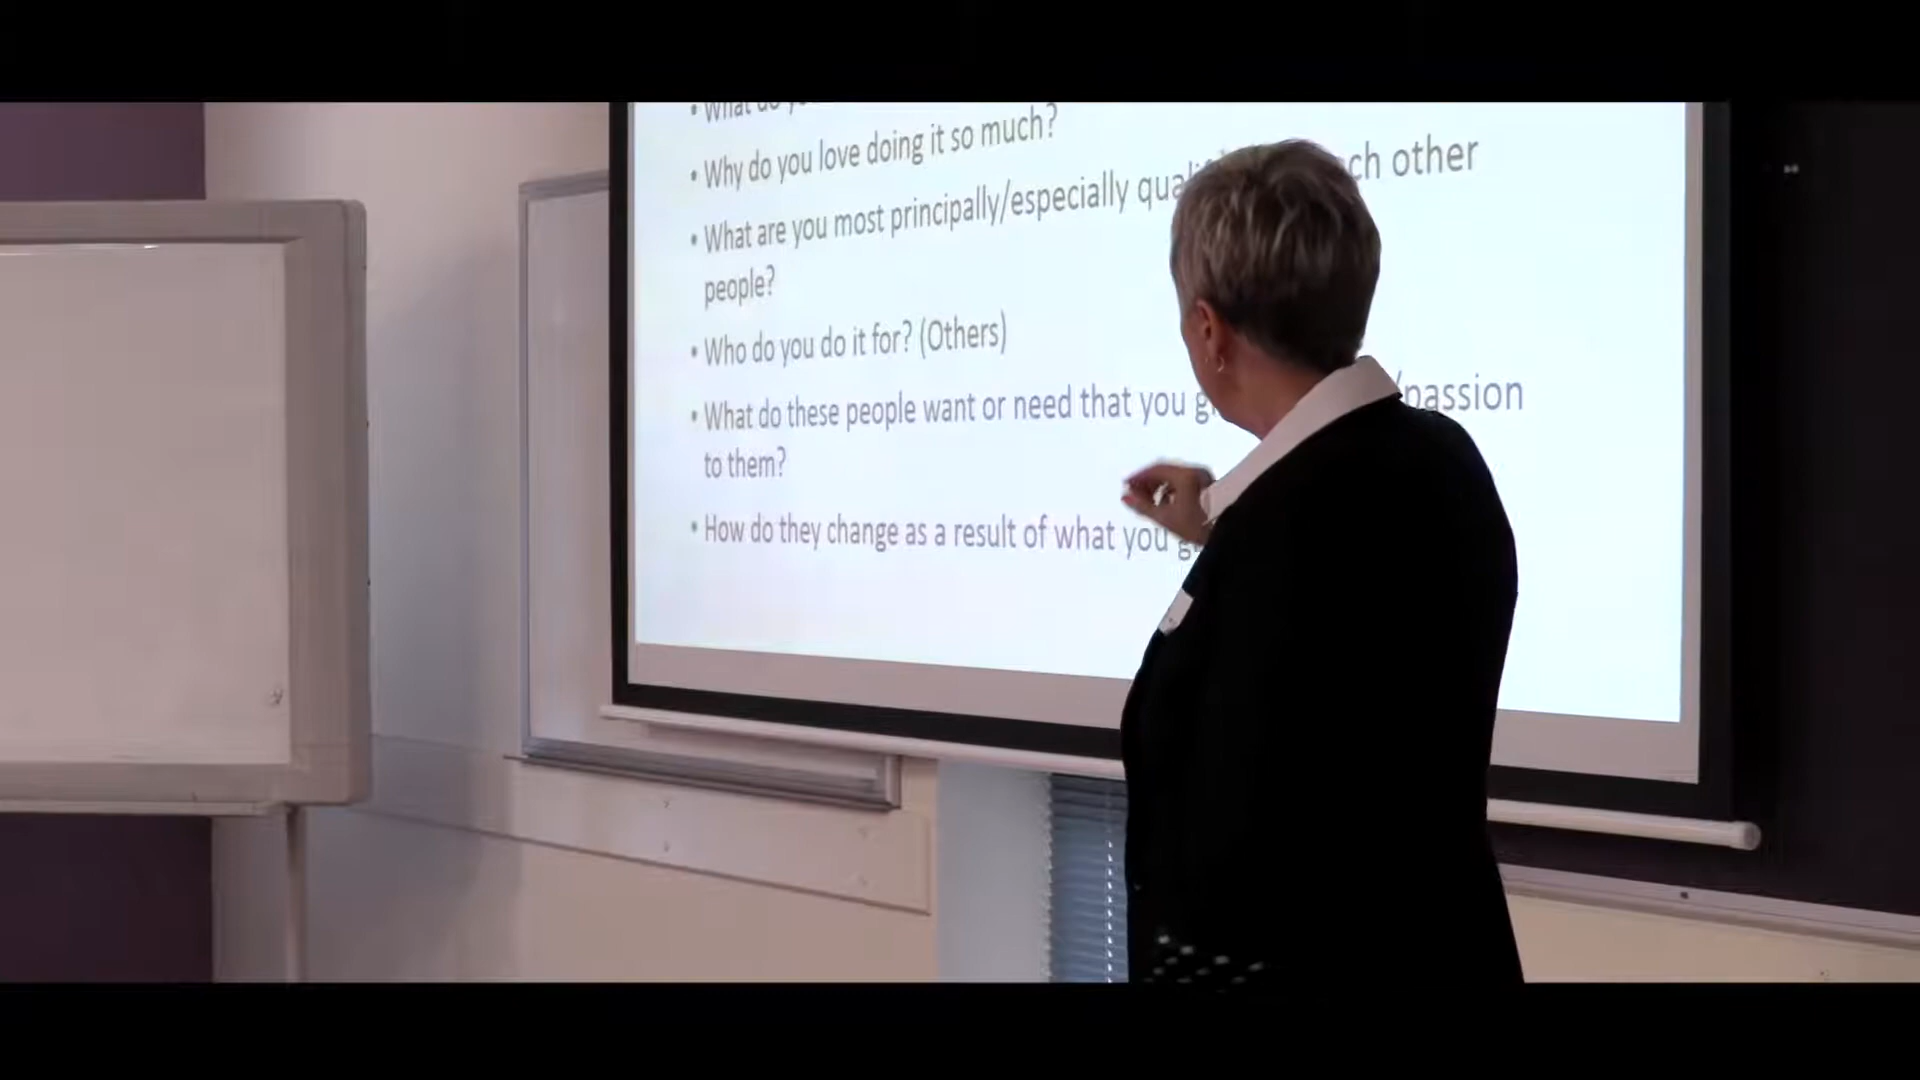 • What do
• Why do you love doing it so much?
• What are you most principally/especially other
people?
• Who do you do it for? (Others)
• What do these people want or need that you /passion
to them?
• How do they change as a result of what you